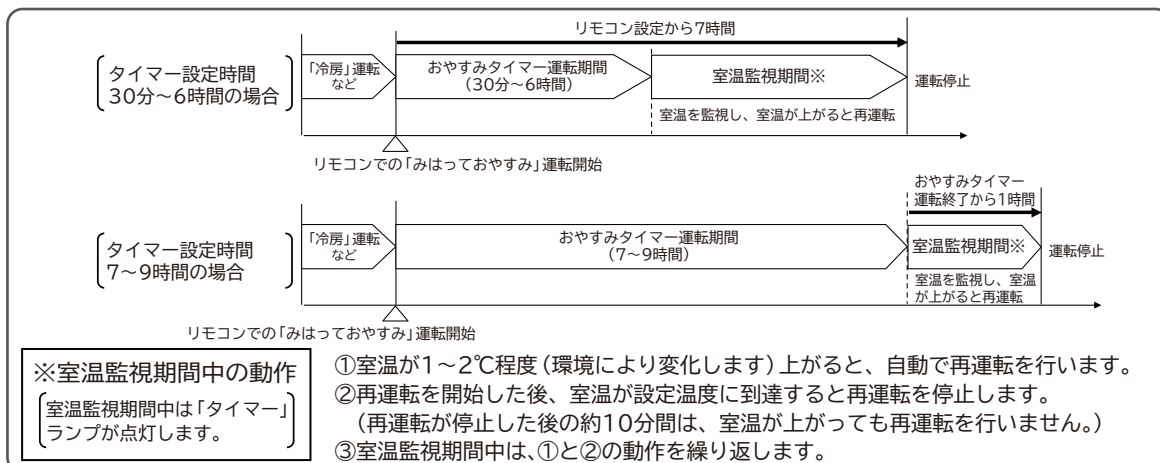 リモコン設定から7時間
タイマー設定時間
30分～6時間の場合
「冷房」運転
など
おやすみタイマー運転期間
（30分～6時間）
室温監視期間※
運転停止
室温を監視し、室温が上がると再運転
リモコンでの「みはっておやすみ」運転開始
おやすみタイマー
運転終了から1時間
タイマー設定時間
7～9時間の場合
「冷房」運転
など
おやすみタイマー運転期間
（7～9時間）
室温監視期間※
運転停止
室温を監視し、室温
が上がると再運転
リモコンでの「みはっておやすみ」運転開始
※室温監視期間中の動作
室温監視期間中は「タイマー」
ランプが点灯します。
①室温が1～2℃程度（環境により変化します）上がると、自動で再運転を行います。
②再運転を開始した後、室温が設定温度に到達すると再運転を停止します。
（再運転が停止した後の約10分間は、室温が上がっても再運転を行いません。）
③室温監視期間中は、①と②の動作を繰り返します。